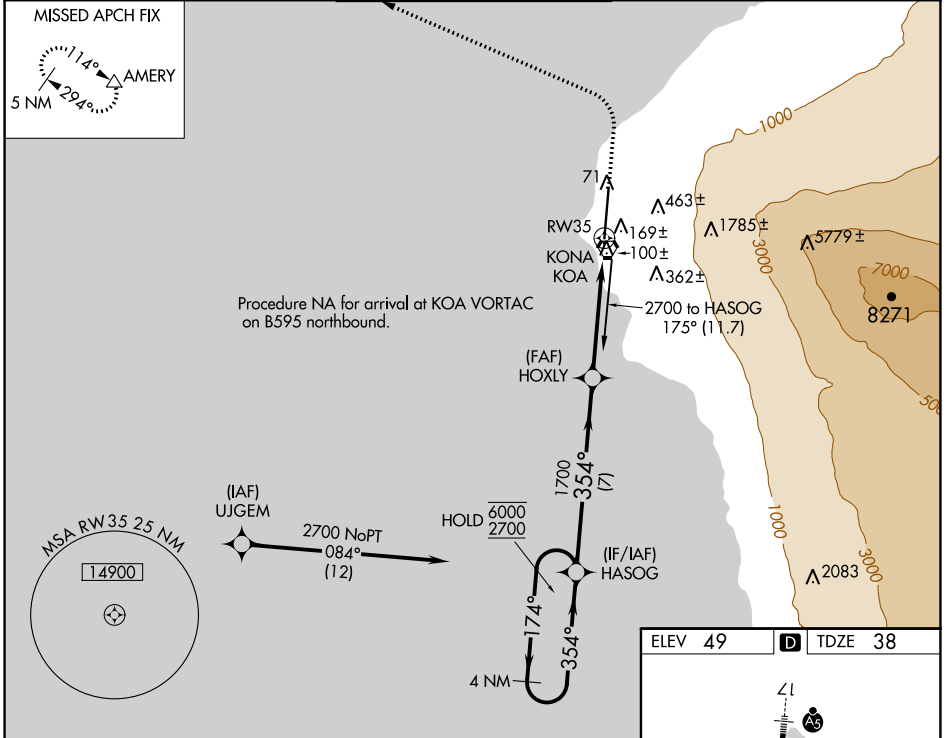 MISSED APCH FIX
114°
AMERY
5 NM
294°
1000
71
463±
RW35
169±
1785±
5779±
KONA
KOA
100±
3000
362±
7000
8271
2700 to HASOG
175° (11.7)
Procedure NA for arrival at KOA VORTAC
on B595 northbound.
(FAF)
HOXLY
1700
354°
(7)
(IAF)
UJGEM
2700 NoPT
084°
(12)
HOLD
6000
2700
(IF/IAF)
HASOG
174°
354°
4 NM
MSA RW35 25 NM
14900
1000
3000
2083
ELEV 49
D
TDZE 38
17
A5